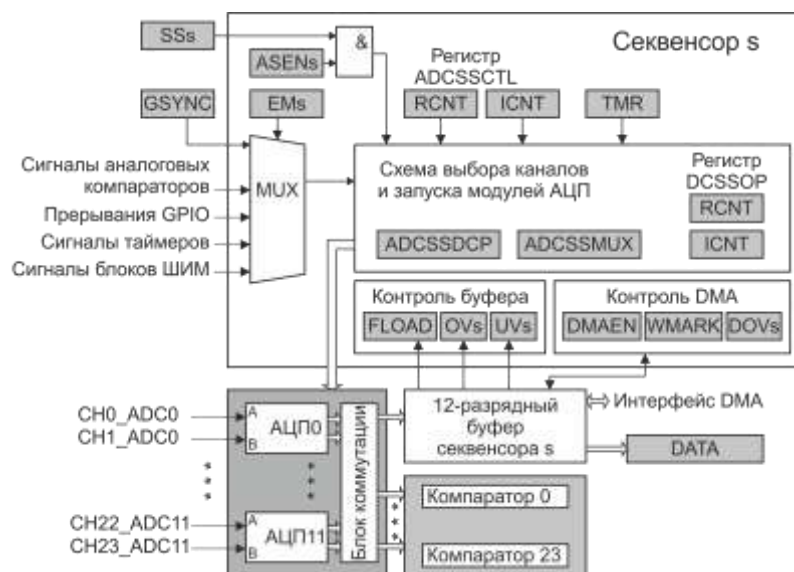 Секвенсор s
SSs
&
ASENs
Регистр
ADCSSCTL
GSYNC
EMs
RCNT
ICNT
TMR
Сигналы аналоговых
компараторов
Прерывания GPIO
Сигналы таймеров
Сигналы блоков ШИМ
MUX
Схема выбора каналов
и запуска модулей АЦП
Регистр
DCSSOP
RCNT
ICNT
ADCSSDCP
ADCSSMUX
Контроль буфера
FLOAD
OVs
UVs
Контроль DMA
DMAEN
WMARK
DOVs
CH0_ADC0
CH1_ADC0
A
B
АЦП0
* * *
* * *
CH22_ADC11
CH23_ADC11
A
B
АЦП11
Блок коммутации
12-разрядный
буфер
секвенсора s
Интерфейс DMA
DATA
Компаратор 0
* * *
Компаратор 23